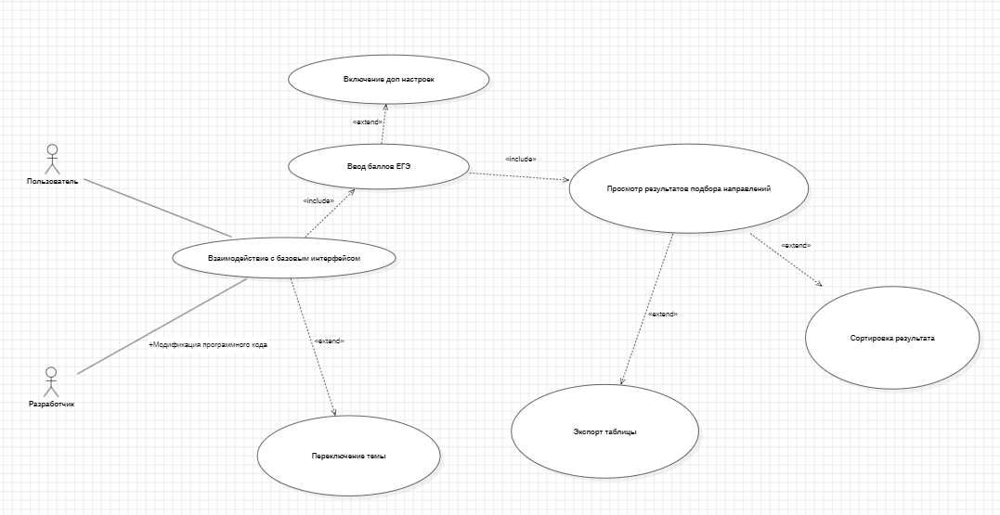 Включение доп настроек
«extend»
Ввод баллов ЕГЭ
«include»
Пользователь
Просмотр результатов подбора направлений
«include»
«extend»
Взаимодействие с базовым интерфейсом
«extend»
«extend»
Сортировка результата
+Модификация программного кода
Разработчик
Экспорт таблицы
Переключение темы